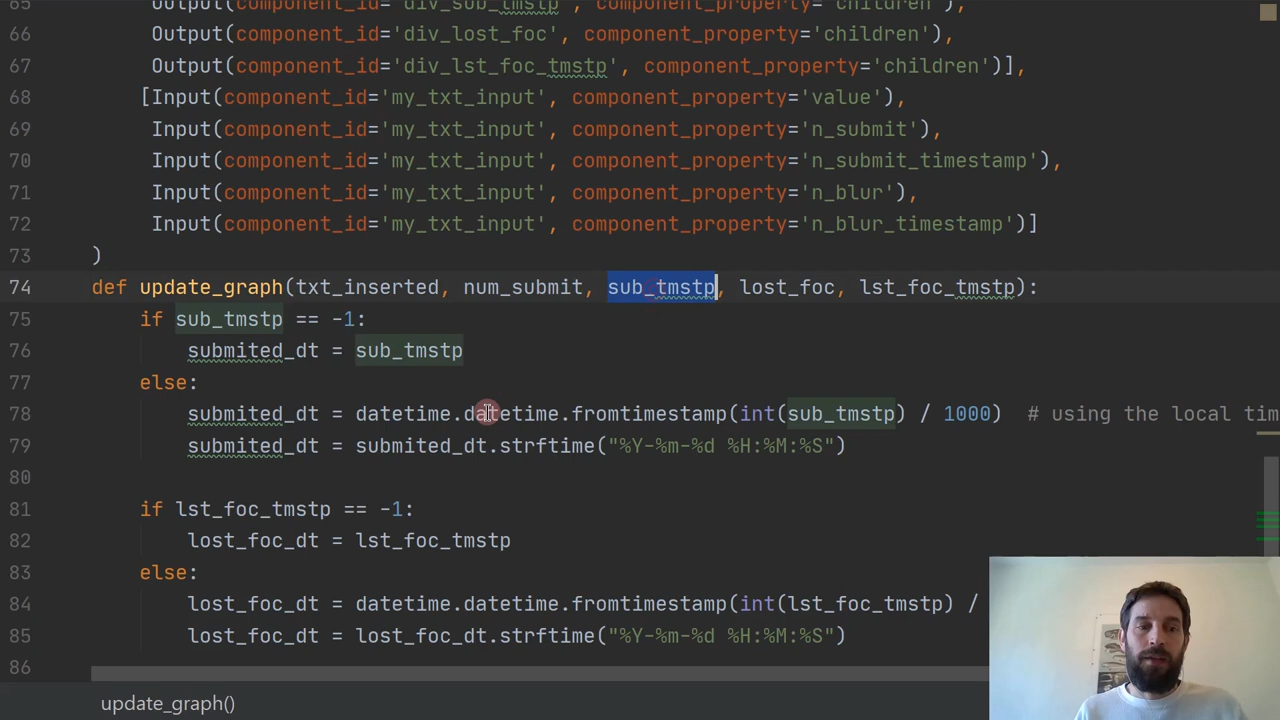 65 Output(component_id='div_sub_tmstp', component_property='children'),
66 Output(component_id='div_lost_foc', component_property='children'),
67 Output(component_id='div_lst_foc_tmstp', component_property='children')],
68 [Input(component_id='my_txt_input', component_property='value'),
69 Input(component_id='my_txt_input', component_property='n_submit'),
70 Input(component_id='my_txt_input', component_property='n_submit_timestamp'),
71 Input(component_id='my_txt_input', component_property='n_blur'),
72 Input(component_id='my_txt_input', component_property='n_blur_timestamp')]
73 )
74 def update_graph(txt_inserted, num_submit, sub_tmstp, lost_foc, lst_foc_tmstp):
75 if sub_tmstp == -1:
76 submited_dt = sub_tmstp
77 else:
78 submited_dt = datetime.datetime.fromtimestamp(int(sub_tmstp) / 1000) # using the local tim
79 submited_dt = submited_dt.strftime("%Y-%m-%d %H:%M:%S")
80
81 if lst_foc_tmstp == -1:
82 lost_foc_dt = lst_foc_tmstp
83 else:
84 lost_foc_dt = datetime.datetime.fromtimestamp(int(lst_foc_tmstp) /
85 lost_foc_dt = lost_foc_dt.strftime("%Y-%m-%d %H:%M:%S")
86
update_graph()